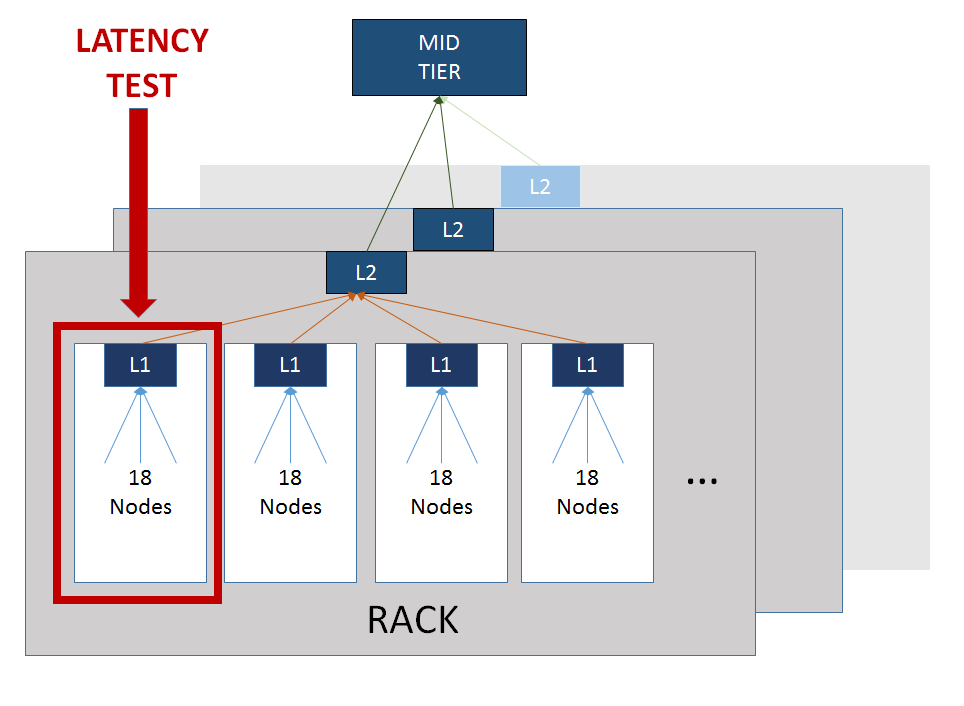 LATENCY
TEST
MID
TIER
L2
L2
L2
L1
L1
L1
L1
18
Nodes
18
Nodes
18
Nodes
18
Nodes
...
RACK